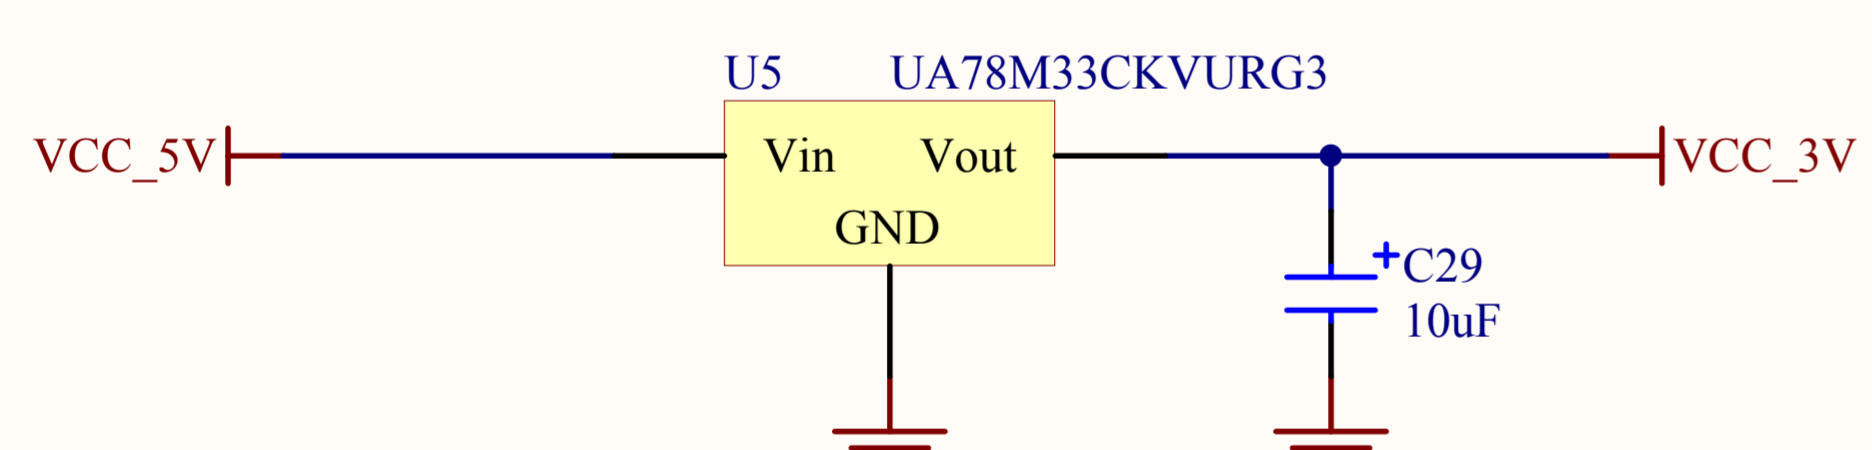 U5 UA78M33CKVURG3
VCC_5V Vin Vout VCC_3V
GND
+ C29
10uF